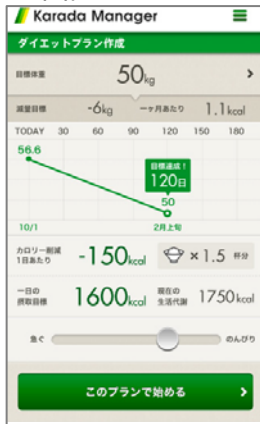 Karada Manager
ダイエットプラン作成
目標体重 50kg
減量目標 -6kg 一ヶ月あたり 1.1kcal
TODAY 30 60 90 120 150 180
56.6
目標達成！
120日
50
10/1 2月上旬
カロリー削減
1日あたり -150kcal ×1.5 杯分
一日の
摂取目標 1600kcal 現在の
生活代謝 1750kcal
急ぐ のんびり
このプランで始める